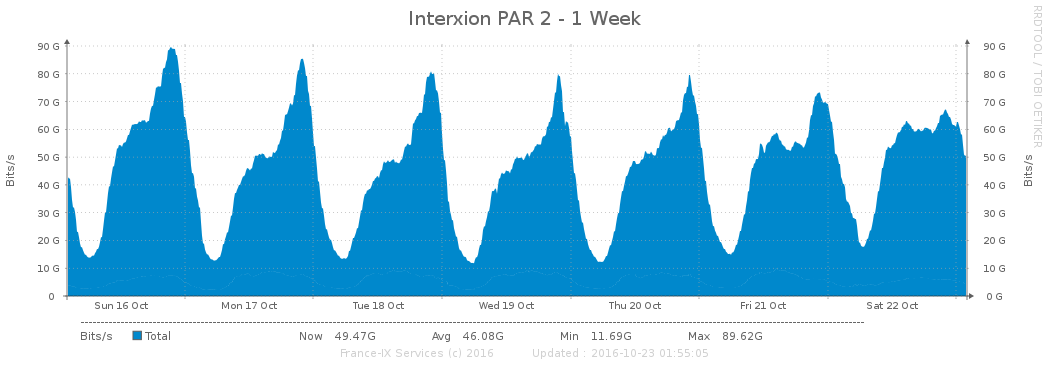 Interxion PAR 2 - 1 Week
RRDTOOL / TOBI OETIKER
Bits/s
90 G 90 G
80 G 80 G
70 G 70 G
60 G 60 G
50 G 50 G
40 G 40 G
30 G 30 G
20 G 20 G
10 G 10 G
0 0 G
Bits/s
Sun 16 Oct Mon 17 Oct Tue 18 Oct Wed 19 Oct Thu 20 Oct Fri 21 Oct Sat 22 Oct
Bits/s Total Now 49.47G Avg 46.08G Min 11.69G Max 89.62G
France-IX Services (c) 2016 Updated : 2016-10-23 01:55:05